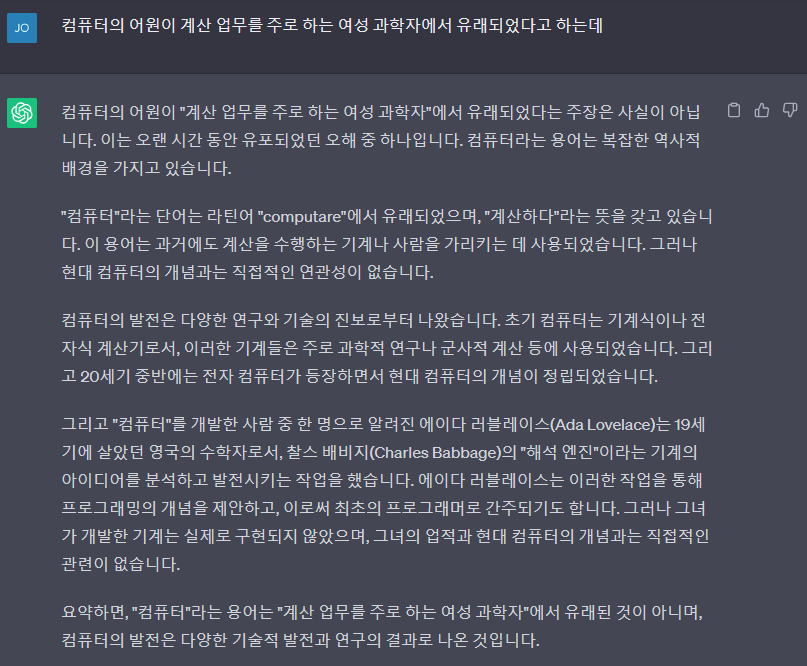 JO
컴퓨터의 어원이 계산 업무를 주로 하는 여성 과학자에서 유래되었다고 하는데
컴퓨터의 어원이 "계산 업무를 주로 하는 여성 과학자"에서 유래되었다는 주장은 사실이 아닙
니다. 이는 오랜 시간 동안 유포되었던 오해 중 하나입니다. 컴퓨터라는 용어는 복잡한 역사적
배경을 가지고 있습니다.
"컴퓨터"라는 단어는 라틴어 "computare"에서 유래되었으며, "계산하다"라는 뜻을 갖고 있습니
다. 이 용어는 과거에도 계산을 수행하는 기계나 사람을 가리키는 데 사용되었습니다. 그러나
현대 컴퓨터의 개념과는 직접적인 연관성이 없습니다.
컴퓨터의 발전은 다양한 연구와 기술의 진보로부터 나왔습니다. 초기 컴퓨터는 기계식이나 전
자식 계산기로서, 이러한 기계들은 주로 과학적 연구나 군사적 계산 등에 사용되었습니다. 그리
고 20세기 중반에는 전자 컴퓨터가 등장하면서 현대 컴퓨터의 개념이 정립되었습니다.
그리고 "컴퓨터"를 개발한 사람 중 한 명으로 알려진 에이다 러블레이스(Ada Lovelace)는 19세
기에 살았던 영국의 수학자로서, 찰스 배비지(Charles Babbage)의 "해석 엔진"이라는 기계의
아이디어를 분석하고 발전시키는 작업을 했습니다. 에이다 러블레이스는 이러한 작업을 통해
프로그래밍의 개념을 제안하고, 이로써 최초의 프로그래머로 간주되기도 합니다. 그러나 그녀
가 개발한 기계는 실제로 구현되지 않았으며, 그녀의 업적과 현대 컴퓨터의 개념과는 직접적인
관련이 없습니다.
요약하면, "컴퓨터"라는 용어는 "계산 업무를 주로 하는 여성 과학자"에서 유래된 것이 아니며,
컴퓨터의 발전은 다양한 기술적 발전과 연구의 결과로 나온 것입니다.